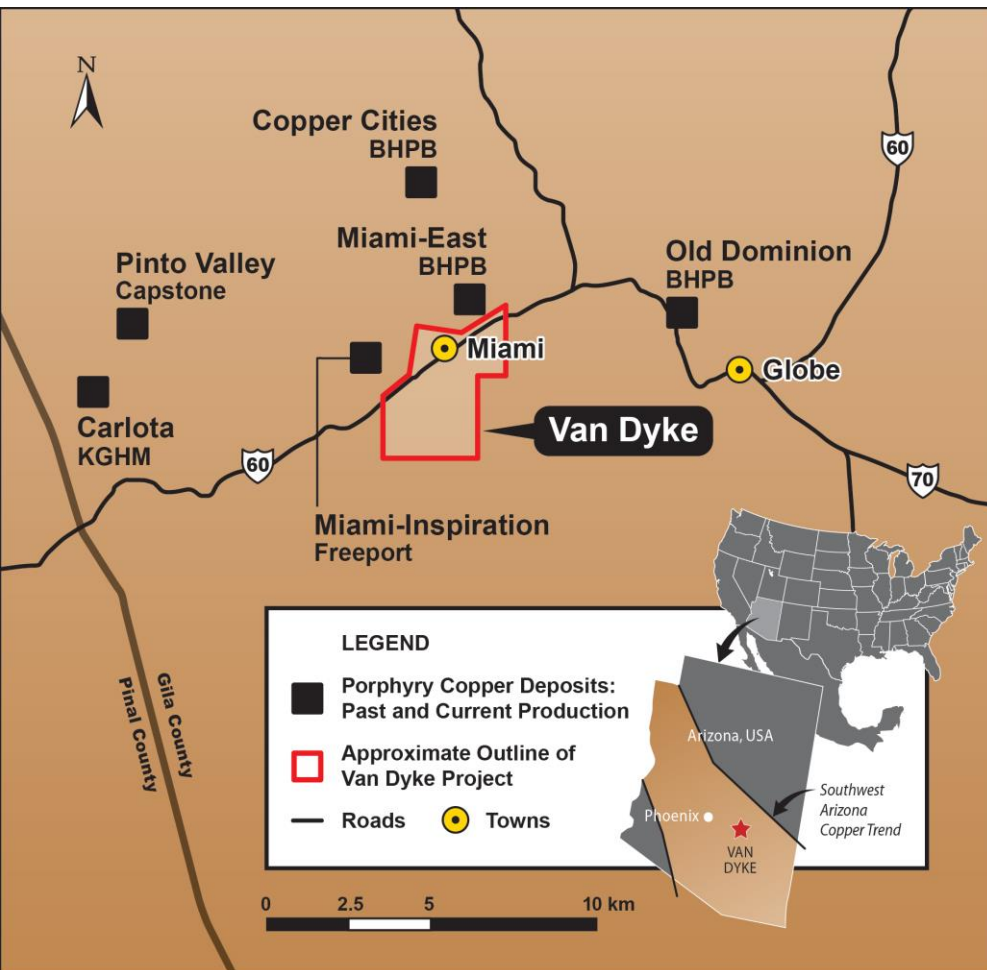 N
Copper Cities
BHPB
60
Miami-East
BHPB
Old Dominion
BHPB
Pinto Valley
Capstone
Miami
Globe
Carlota
KGHM
Van Dyke
60
70
Miami-Inspiration
Freeport
Gila County
Pinal County
LEGEND
Porphyry Copper Deposits:
Past and Current Production
Approximate Outline of
Van Dyke Project
Roads
Towns
Arizona, USA
Southwest
Arizona
Copper Trend
Phoenix
VAN
DYKE
0 2.5 5 10 km